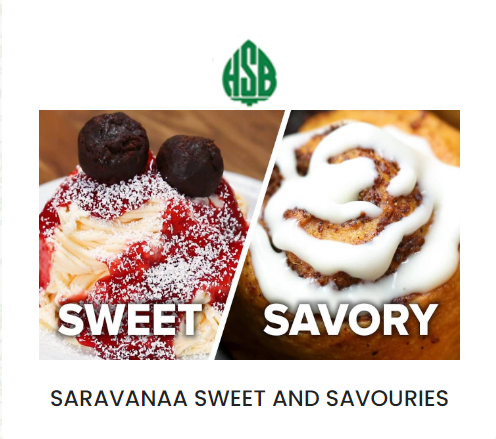 HSB
SWEET
SAVORY
SARAVANAA SWEET AND SAVOURIES